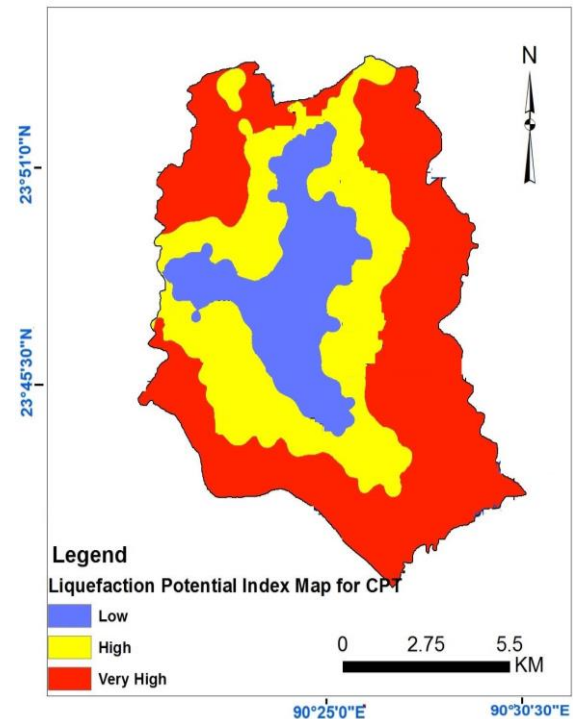 N
23°51'0"N
23°45'30"N
Legend
Liquefaction Potential Index Map for CPT
Low
High
Very High
0 2.75 5.5
KM
90°25'0"E 90°30'30"E